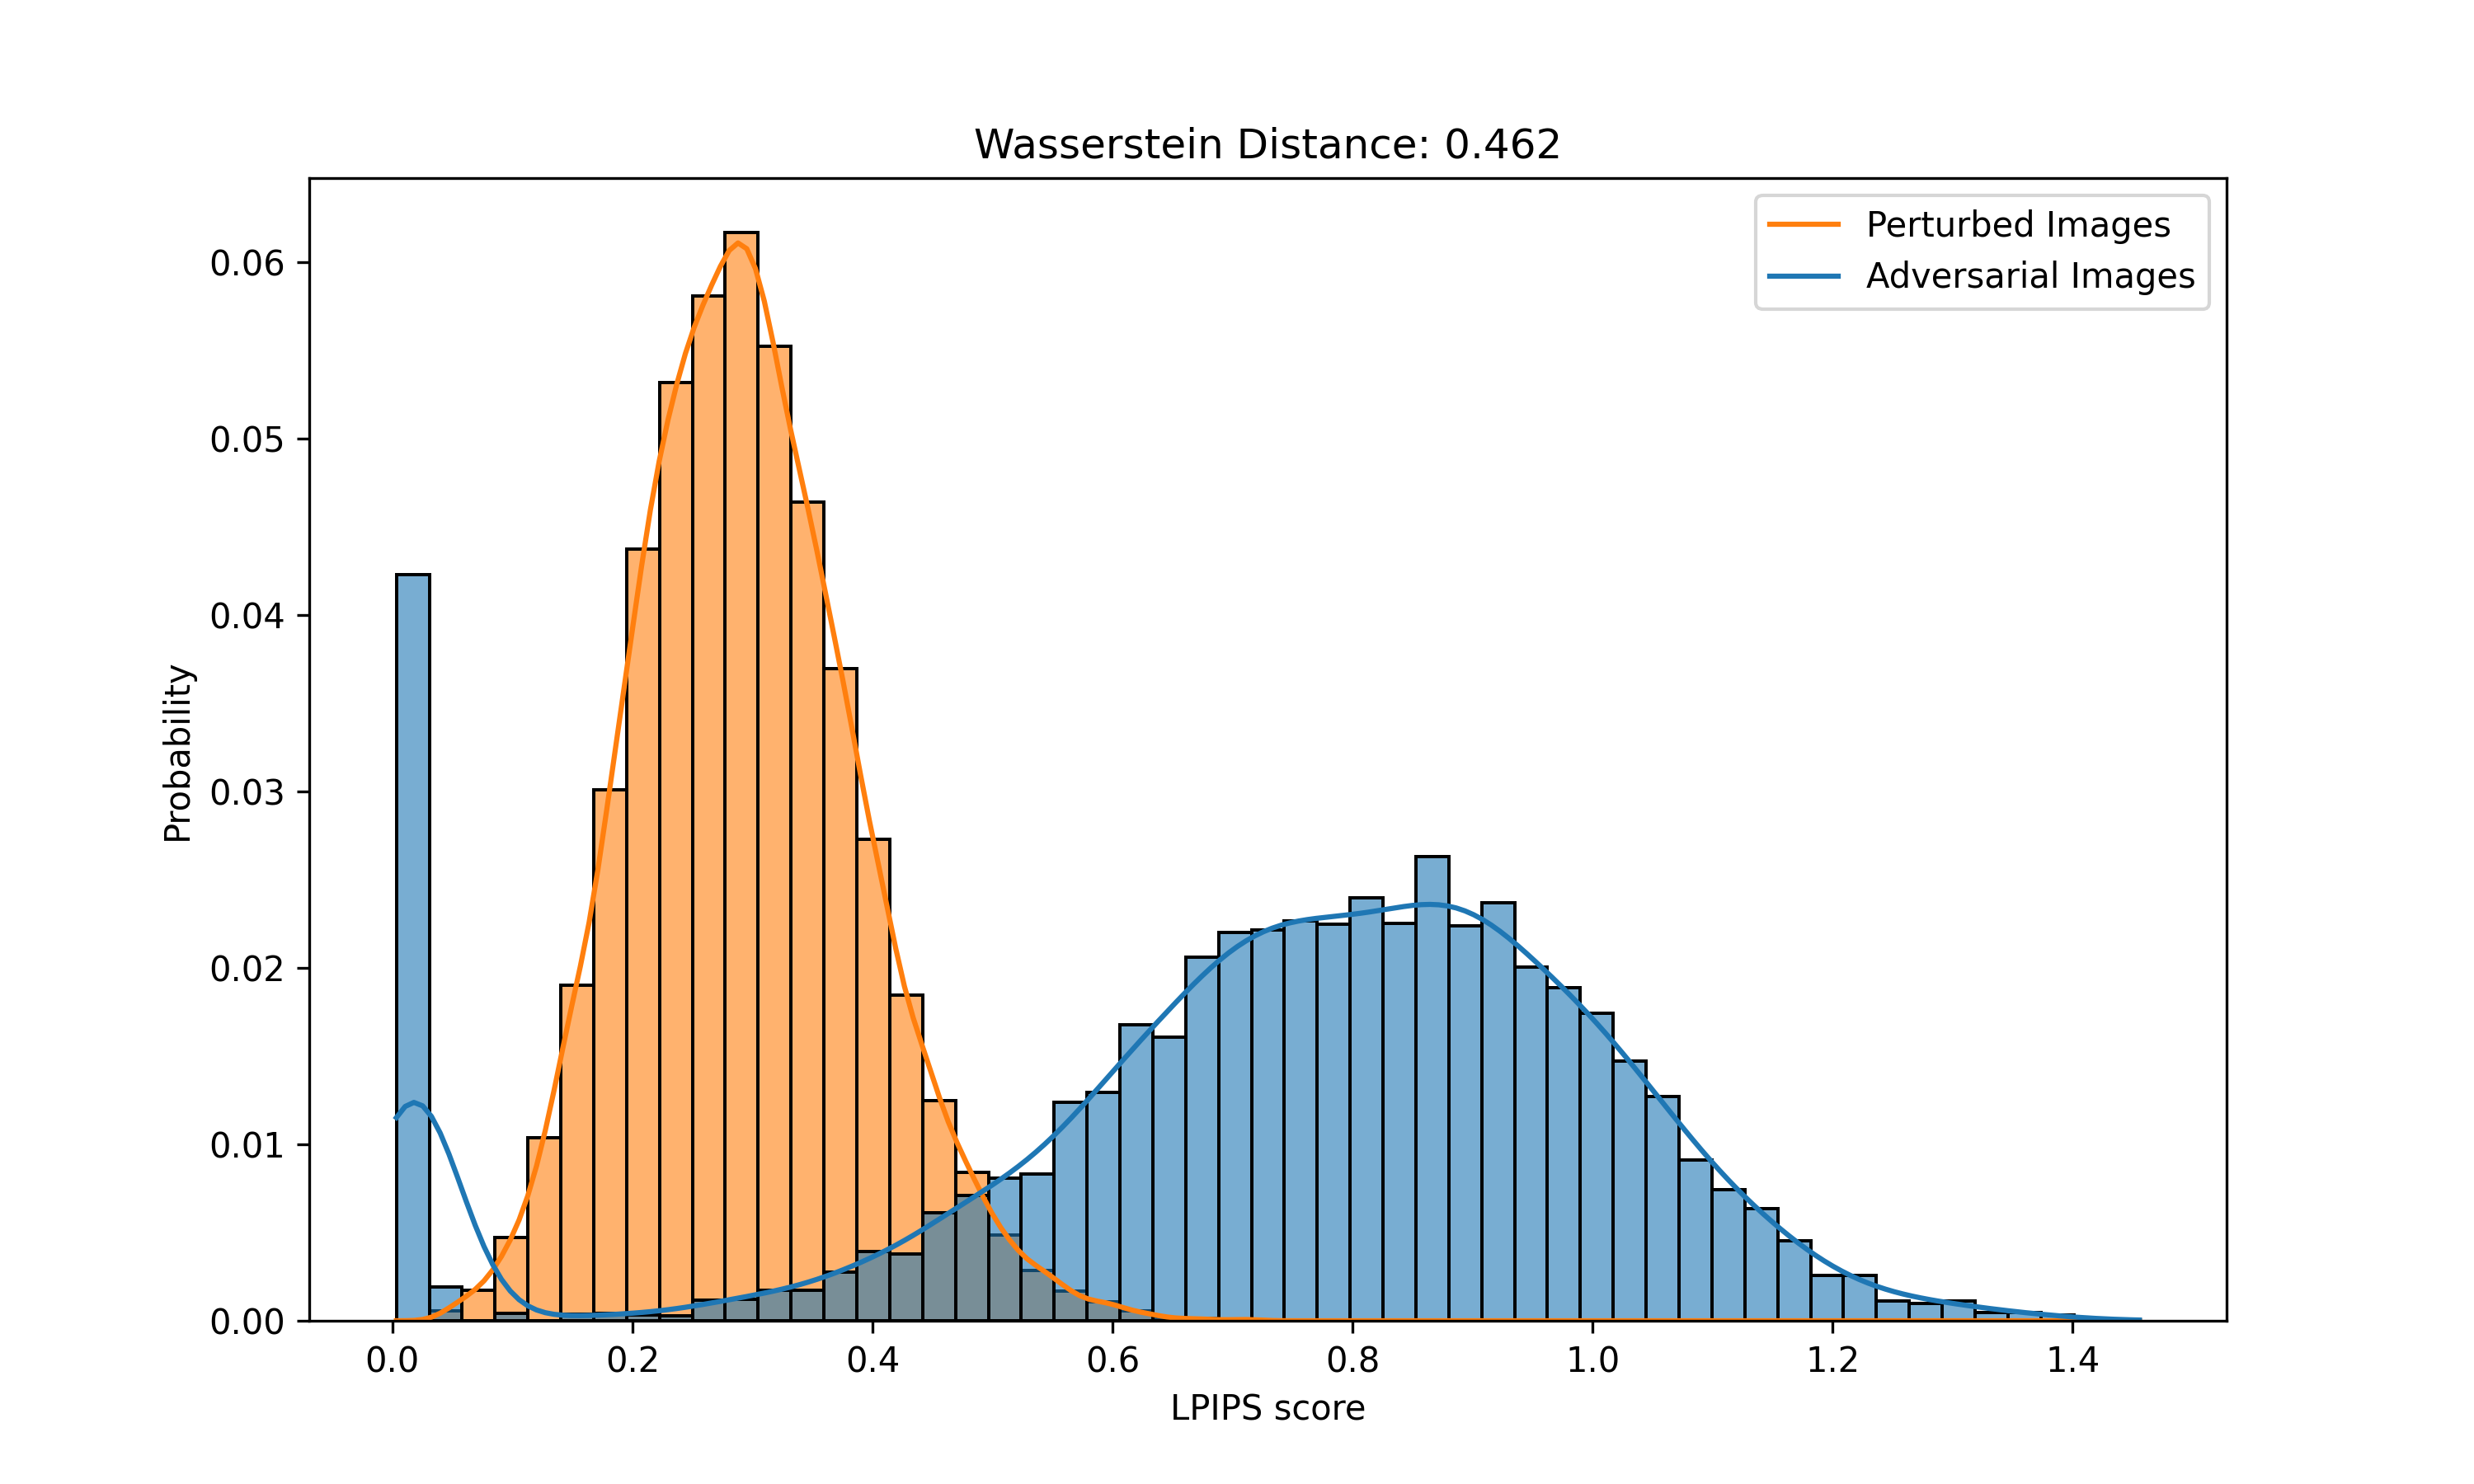 Wasserstein Distance: 0.462
Perturbed Images
Adversarial Images
0.06
0.05
0.04
0.03
0.02
0.01
0.00
Probability
0.0 0.2 0.4 0.6 0.8 1.0 1.2 1.4
LPIPS score